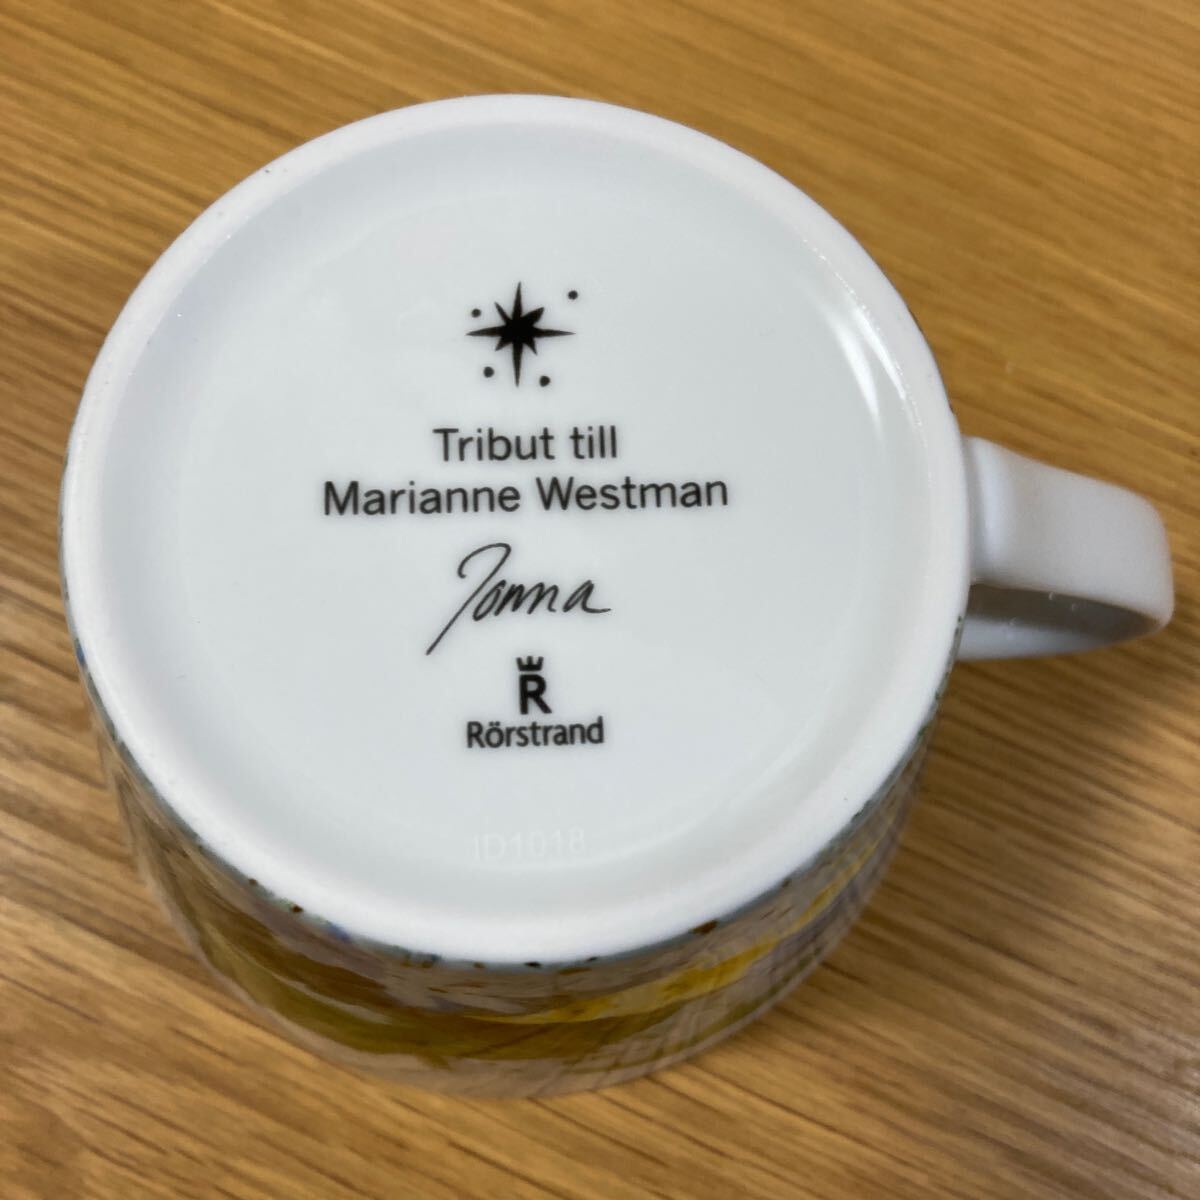 Tribut till
Marianne Westman
Jonna
R
Rörstrand
ID1018